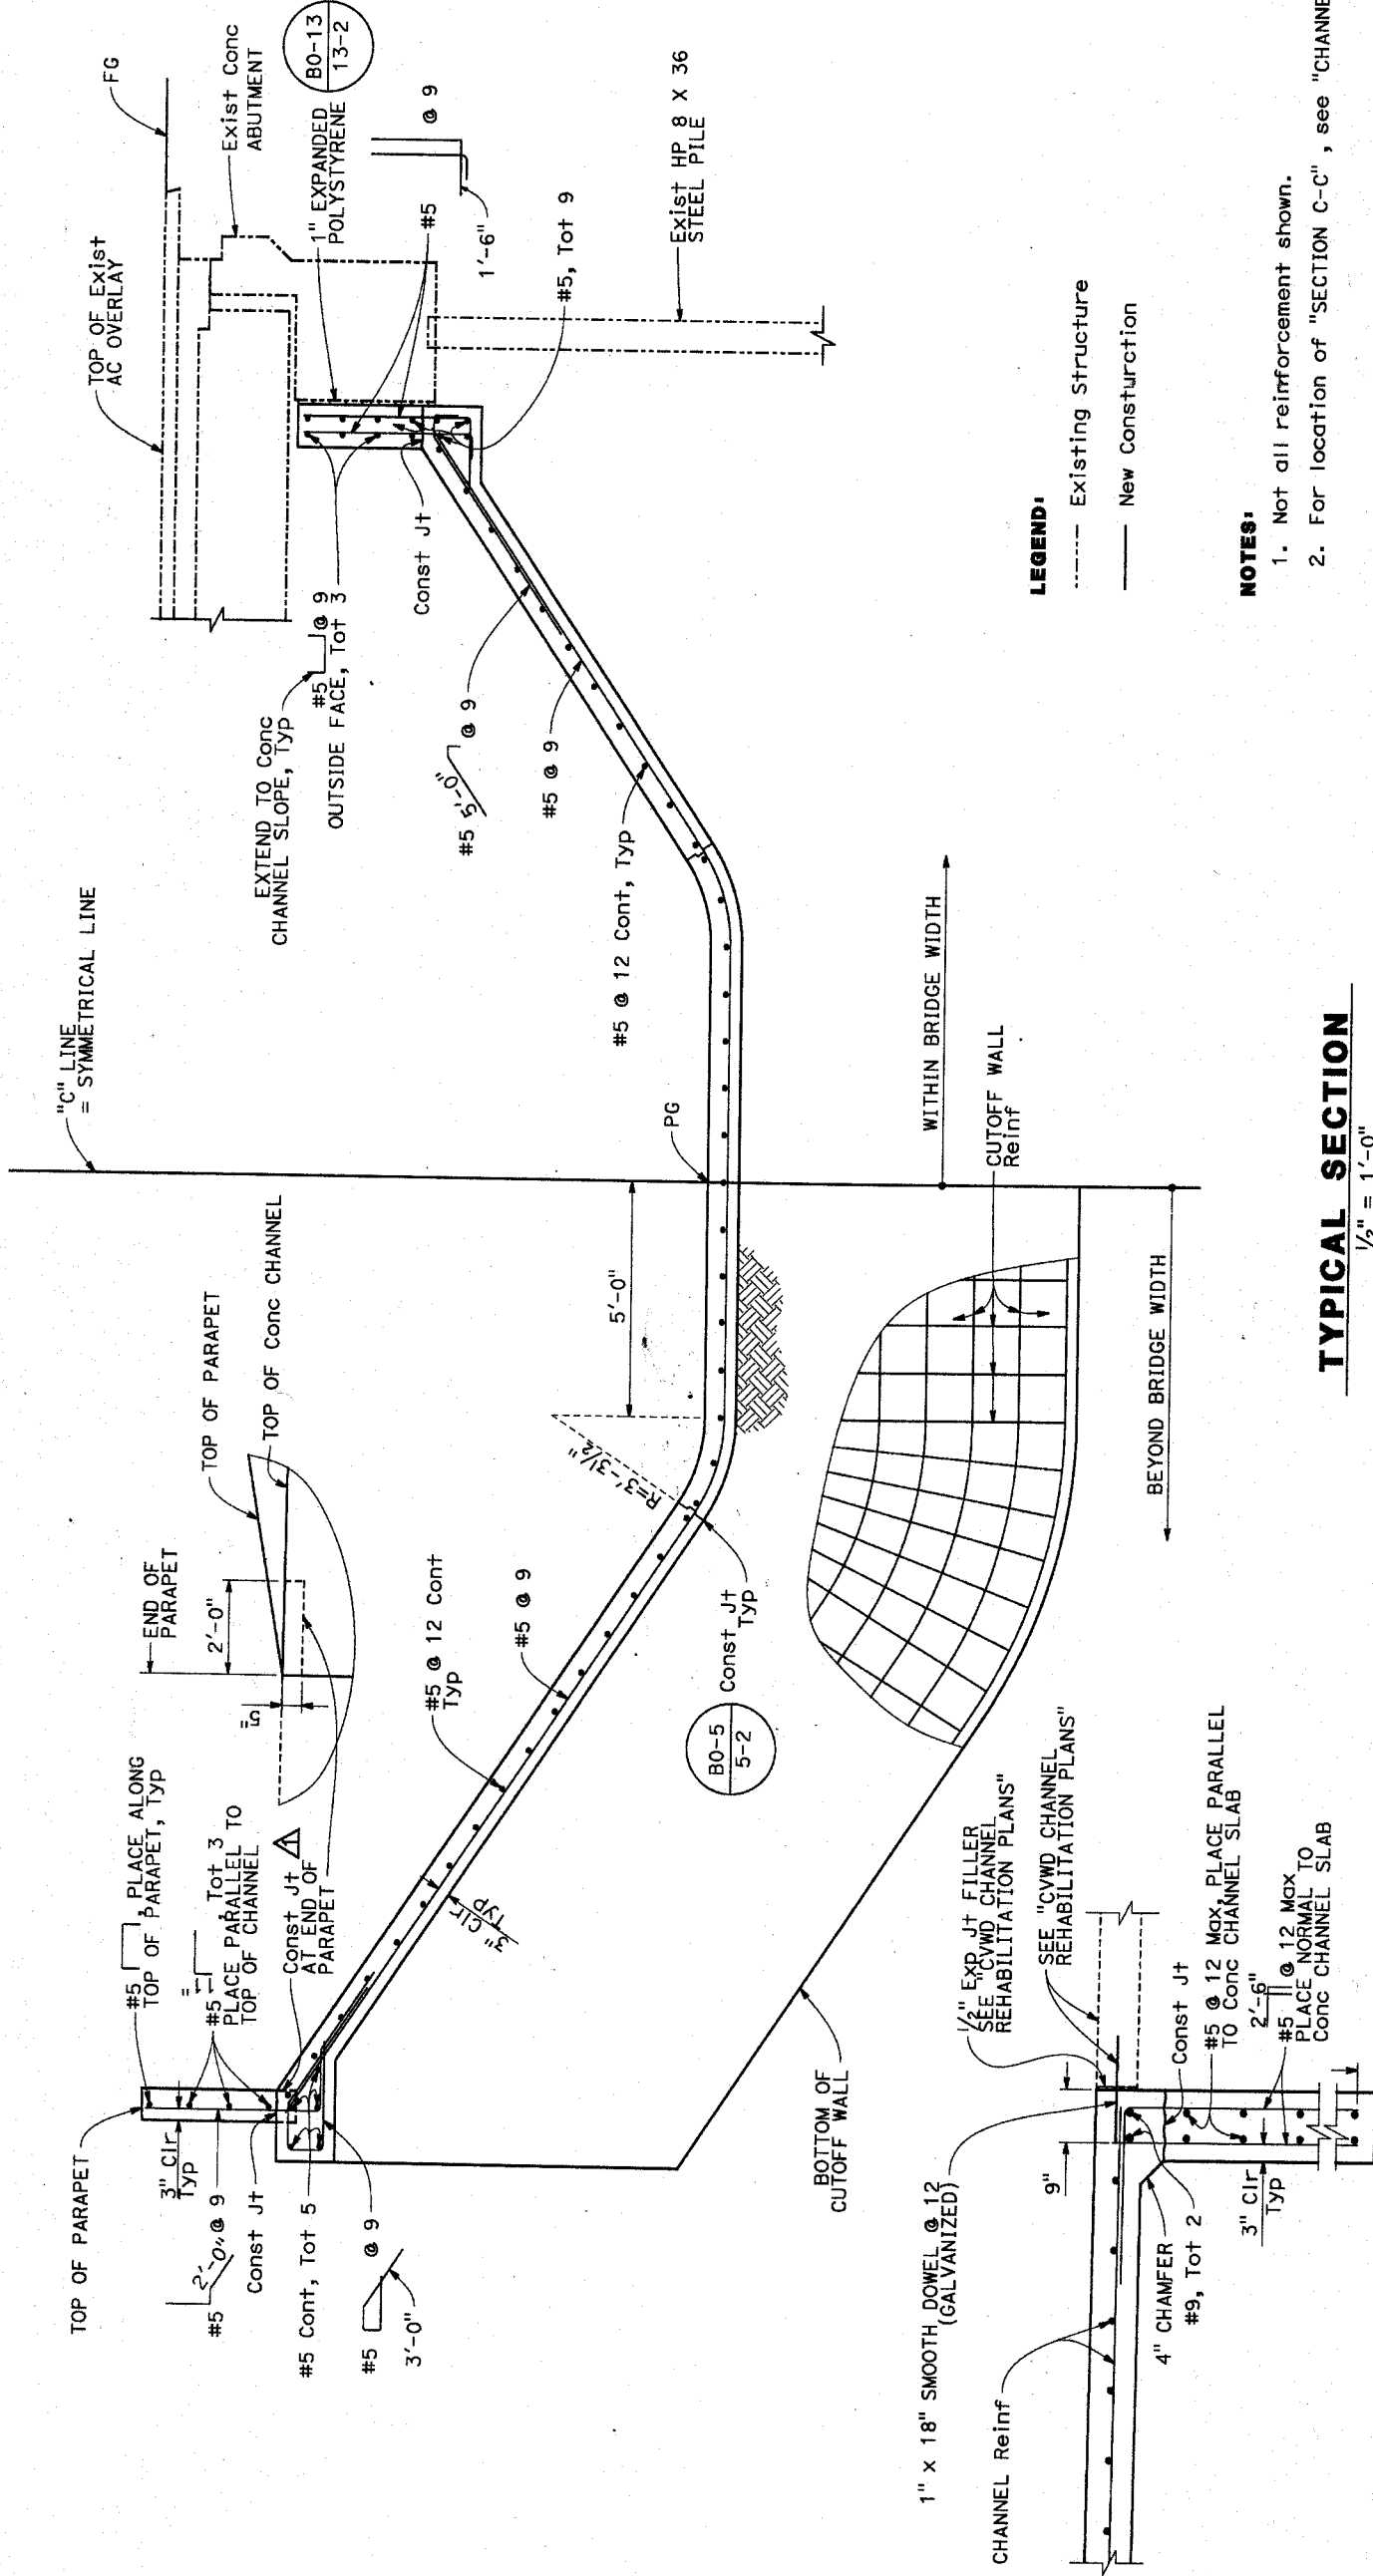 "C" LINE
= SYMMETRICAL LINE
TOP OF Exist
AC OVERLAY
FG
Exist Conc
ABUTMENT
BO-13
13-2
1" EXPANDED
POLYSTYRENE
@ 9
1'-6"
#5
#5, Tot 9
Exist HP 8 X 36
STEEL PILE
EXTEND TO Conc
CHANNEL SLOPE, Typ
#5 @ 9
OUTSIDE FACE, Tot 3
Const Jt
#5 5'-0" @ 9
#5 @ 9
#5 @ 12 Cont, Typ
TOP OF PARAPET
3" Clr
Typ
#5 2'-0" @ 9
Const Jt
#5 Cont, Tot 5
#5 @ 9
3'-0"
#5 , PLACE ALONG
TOP OF PARAPET, Typ
#5 , Tot 3
PLACE PARALLEL TO
TOP OF CHANNEL
Const Jt
AT END OF
PARAPET
END OF
PARAPET
2'-0"
5"
TOP OF PARAPET
TOP OF Conc CHANNEL
#5 @ 12 Cont
Typ
#5 @ 9
3" Clr
TYP
R=3'-3½"
5'-0"
PG
BO-5
5-2
Const Jt
Typ
WITHIN BRIDGE WIDTH
CUTOFF WALL
Reinf
BEYOND BRIDGE WIDTH
BOTTOM OF
CUTOFF WALL
LEGEND:
Existing Structure
New Consturction
NOTES:
1. Not all reinforcement shown.
2. For location of "SECTION C-C", see "CHANNE
TYPICAL SECTION
½" = 1'-0"
1" x 18" SMOOTH DOWEL @ 12
(GALVANIZED)
½" Exp Jt FILLER
SEE "CVWD CHANNEL
REHABILITATION PLANS"
SEE "CVWD CHANNEL
REHABILITATION PLANS"
CHANNEL Reinf
9"
4" CHAMFER
#9, Tot 2
3" Clr
Typ
Const Jt
#5 @ 12 Max, PLACE PARALLEL
TO Conc CHANNEL SLAB
2'-6"
#5 @ 12 Max
PLACE NORMAL TO
Conc CHANNEL SLAB